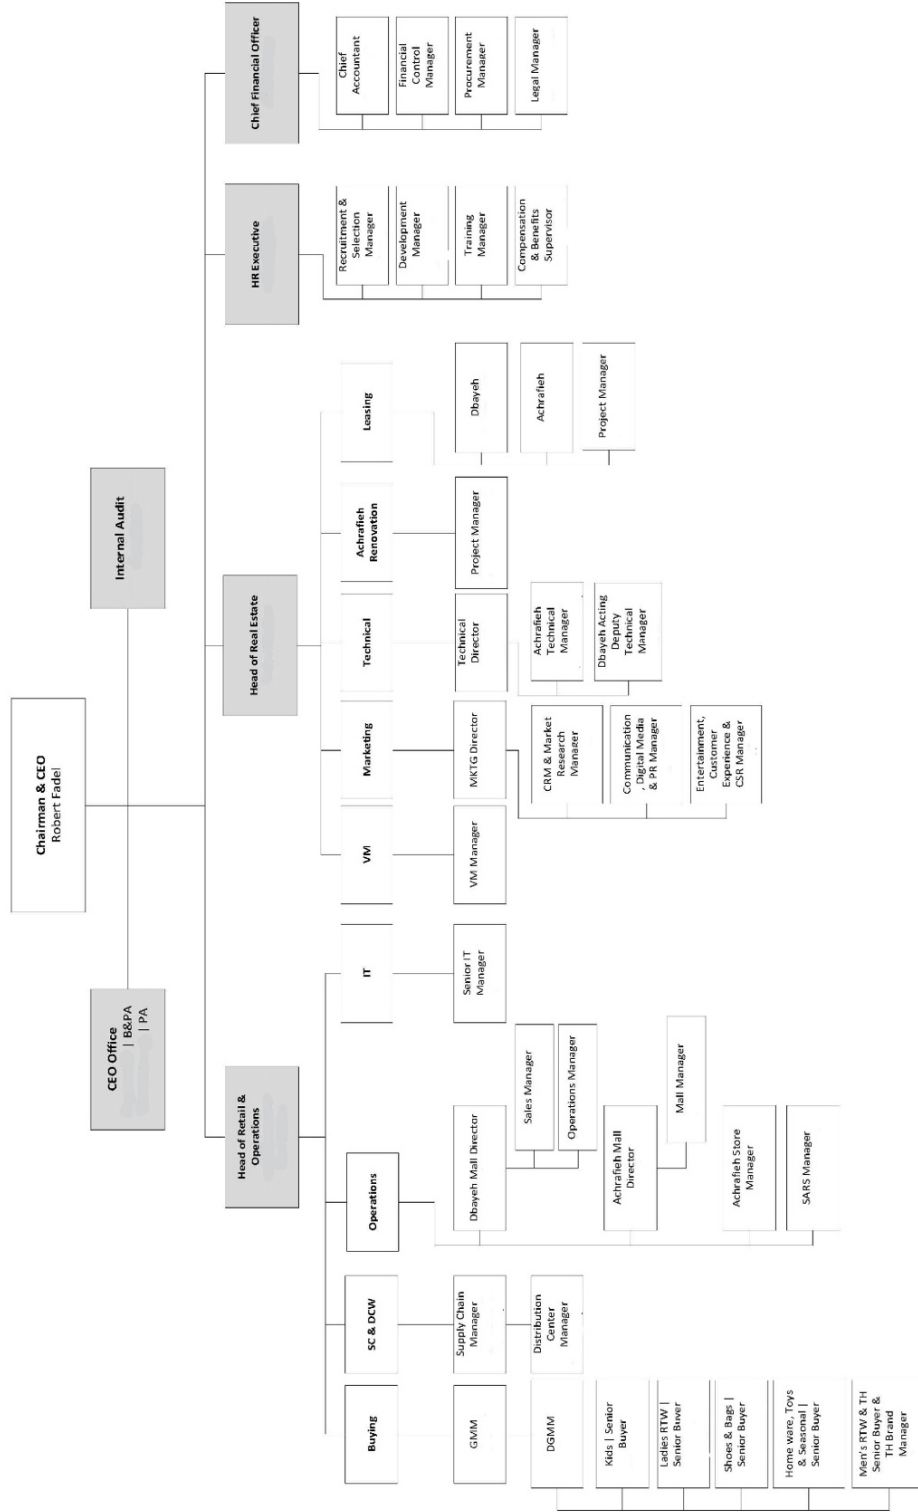 Chairman & CEO
Robert Fadel
CEO Office
| B&PA
| PA
Internal Audit
Head of Retail &
Operations
Head of Real Estate
HR Executive
Chief Financial Officer
Buying
GMM
DGMM
Kids | Senior
Buyer
Ladies RTW |
Senior Buyer
Shoes & Bags |
Senior Buyer
Home ware, Toys
& Seasonal |
Senior Buyer
Men's RTW & TH
Senior Buyer &
TH Brand
Manager
SC & DCW
Supply Chain
Manager
Distribution
Center
Manager
Operations
Dbayeh Mall Director
Sales Manager
Operations Manager
Achrafieh Mall
Director
Mall Manager
Achrafieh Store
Manager
SARS Manager
IT
Senior IT
Manager
VM
VM Manager
Marketing
MKTG Director
CRM & Market
Research
Manager
Communication
, Digital Media
& PR Manager
Entertainment,
Customer
Experience &
CSR Manager
Technical
Technical
Director
Achrafieh
Technical
Manager
Dbayeh Acting
Deputy
Technical
Manager
Achrafieh
Renovation
Project Manager
Leasing
Dbayeh
Achrafieh
Project Manager
Recruitment &
Selection
Manager
Development
Manager
Training
Manager
Compensation
& Benefits
Supervisor
Chief
Accountant
Financial
Control
Manager
Procurement
Manager
Legal Manager